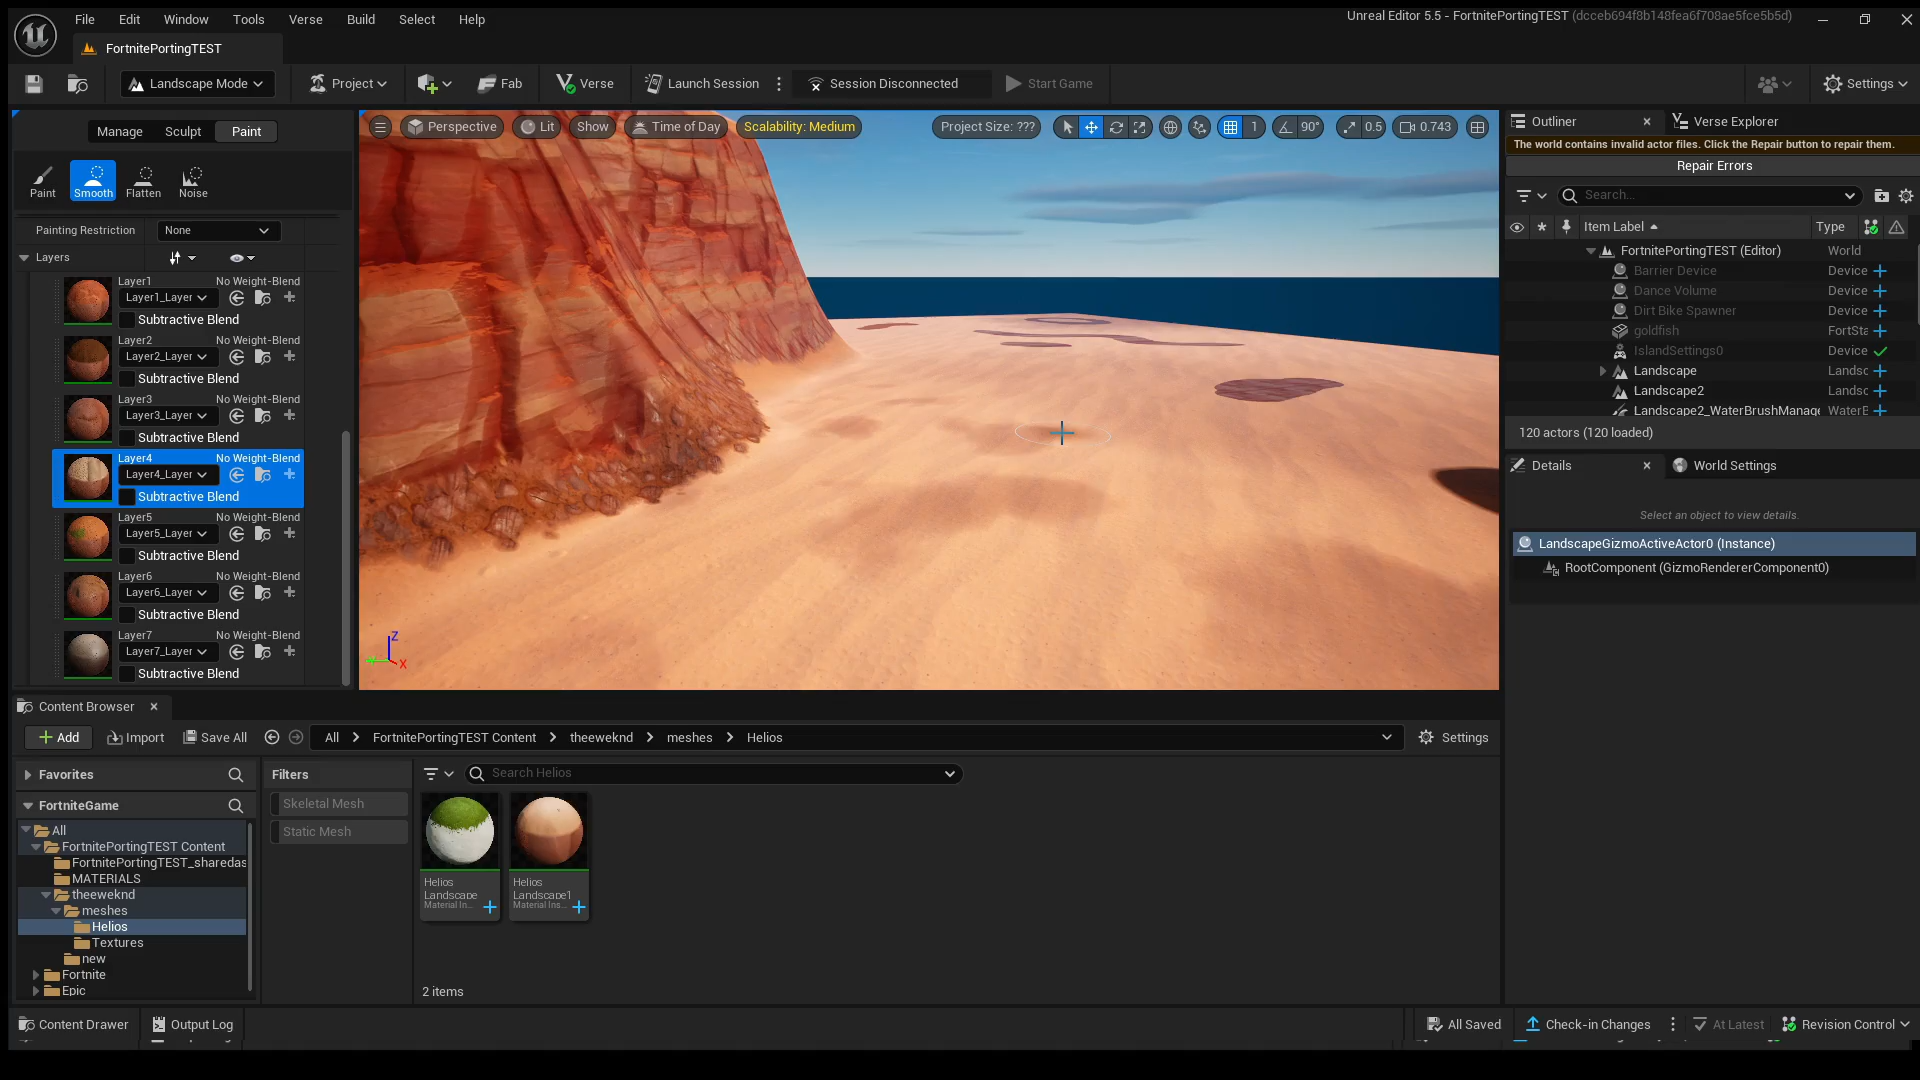 File Edit Window Tools Verse Build Select Help
Unreal Editor 5.5 - FortnitePortingTEST (dcceb694f8b148fea6f708ae5fce5b5d)
FortnitePortingTEST
Landscape Mode
Project
Fab
Verse
Launch Session
Session Disconnected
Start Game
Settings
Manage Sculpt Paint
Paint Smooth Flatten Noise
Painting Restriction None
Layers
Layer1 No Weight-Blend
Layer1_Layer
Subtractive Blend
Layer2 No Weight-Blend
Layer2_Layer
Subtractive Blend
Layer3 No Weight-Blend
Layer3_Layer
Subtractive Blend
Layer4 No Weight-Blend
Layer4_Layer
Subtractive Blend
Layer5 No Weight-Blend
Layer5_Layer
Subtractive Blend
Layer6 No Weight-Blend
Layer6_Layer
Subtractive Blend
Layer7 No Weight-Blend
Layer7_Layer
Subtractive Blend
Perspective Lit Show Time of Day Scalability: Medium Project Size: ??? 1 90° 0.5 0.743
Z
X
Outliner Verse Explorer
The world contains invalid actor files. Click the Repair button to repair them.
Repair Errors
Search...
Item Label Type
FortnitePortingTEST (Editor) World
Barrier Device Device
Dance Volume Device
Dirt Bike Spawner Device
goldfish FortSta
IslandSettings0 Device
Landscape Landsc
Landscape2 Landsc
Landscape2_WaterBrushManage WaterB
120 actors (120 loaded)
Details World Settings
Select an object to view details.
LandscapeGizmoActiveActor0 (Instance)
RootComponent (GizmoRendererComponent0)
Content Browser
Add Import Save All All FortnitePortingTEST Content theeweknd meshes Helios Settings
Favorites
FortniteGame
All
FortnitePortingTEST Content
FortnitePortingTEST_sharedas
MATERIALS
theeweknd
meshes
Helios
Textures
new
Fortnite
Epic
Filters
Skeletal Mesh
Static Mesh
Search Helios
Helios
Landscape
Material In...
Helios
Landscape1
Material Ins...
2 items
Content Drawer Output Log All Saved Check-in Changes At Latest Revision Control